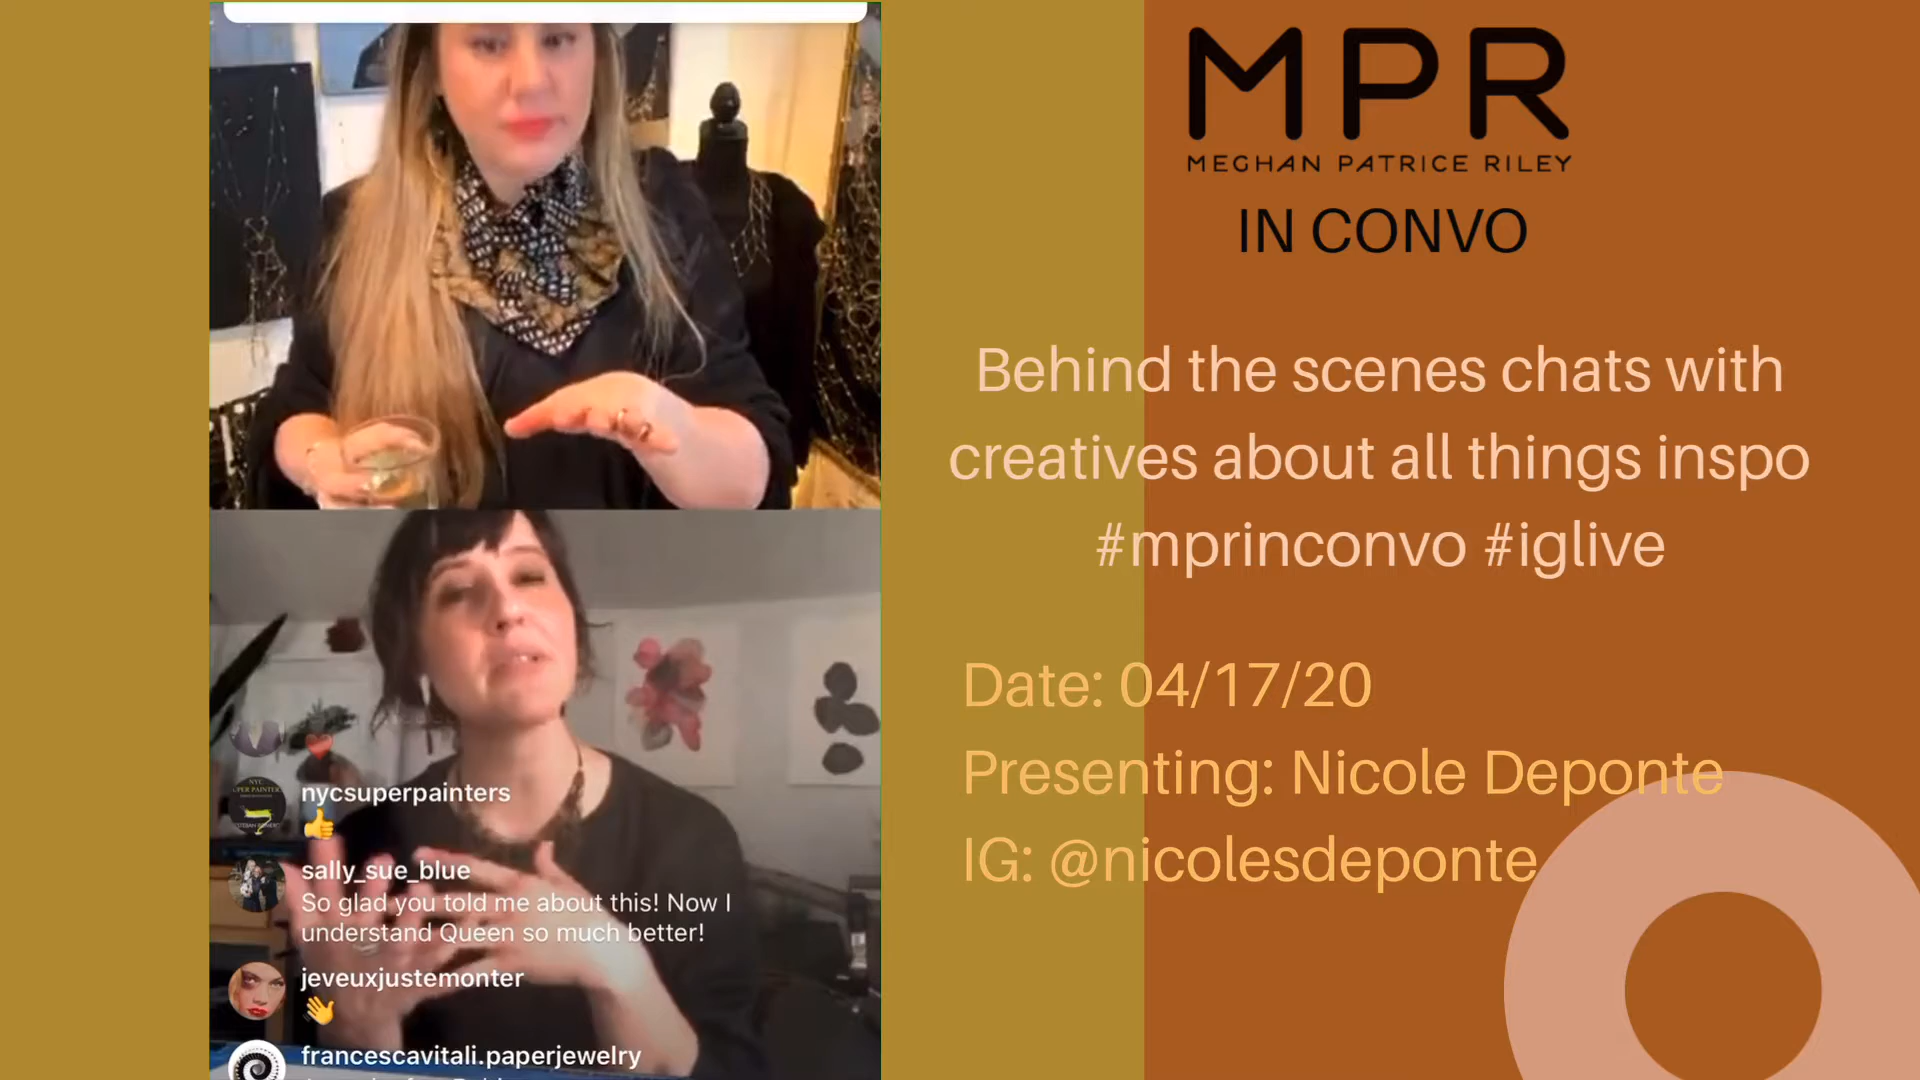 MPR
MEGHAN PATRICE RILEY
IN CONVO
Behind the scenes chats with
creatives about all things inspo
#mprinconvo #iglive
Date: 04/17/20
Presenting: Nicole Deponte
IG: @nicolesdeponte
nycsuperpainters
👍
sally_sue_blue
So glad you told me about this! Now I
understand Queen so much better!
jeveuxjustemonter
👋
francescavitali.paperjewelry